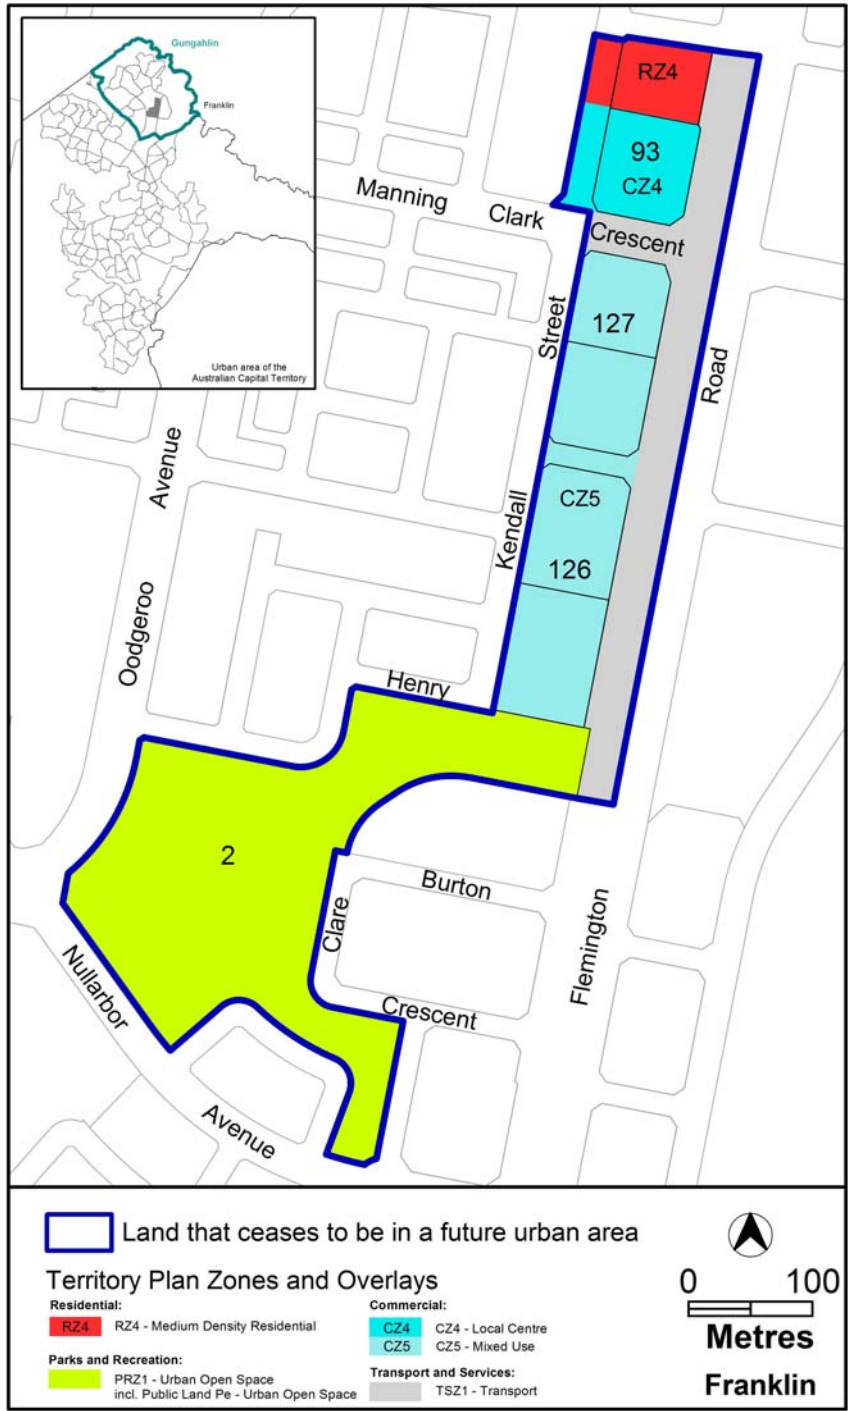 Gungahlin
Franklin
Urban area of the
Australian Capital Territory
RZ4
93
CZ4
Manning
Clark
Crescent
127
Street
Road
Avenue
CZ5
Kendall
126
Oodgeroo
Henry
2
Burton
Clare
Flemington
Nullarbor
Crescent
Avenue
Land that ceases to be in a future urban area
Territory Plan Zones and Overlays
Residential:
RZ4 RZ4 - Medium Density Residential
Parks and Recreation:
PRZ1 - Urban Open Space
incl. Public Land Pe - Urban Open Space
Commercial:
CZ4 CZ4 - Local Centre
CZ5 CZ5 - Mixed Use
Transport and Services:
TSZ1 - Transport
0 100
Metres
Franklin